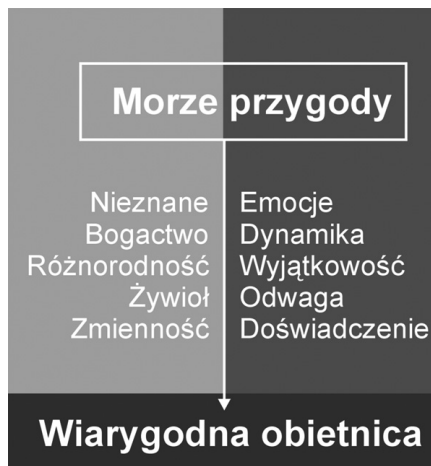 Morze przygody
Nieznane
Bogactwo
Różnorodność
Żywioł
Zmienność
Emocje
Dynamika
Wyjątkowość
Odwaga
Doświadczenie
Wiarygodna obietnica